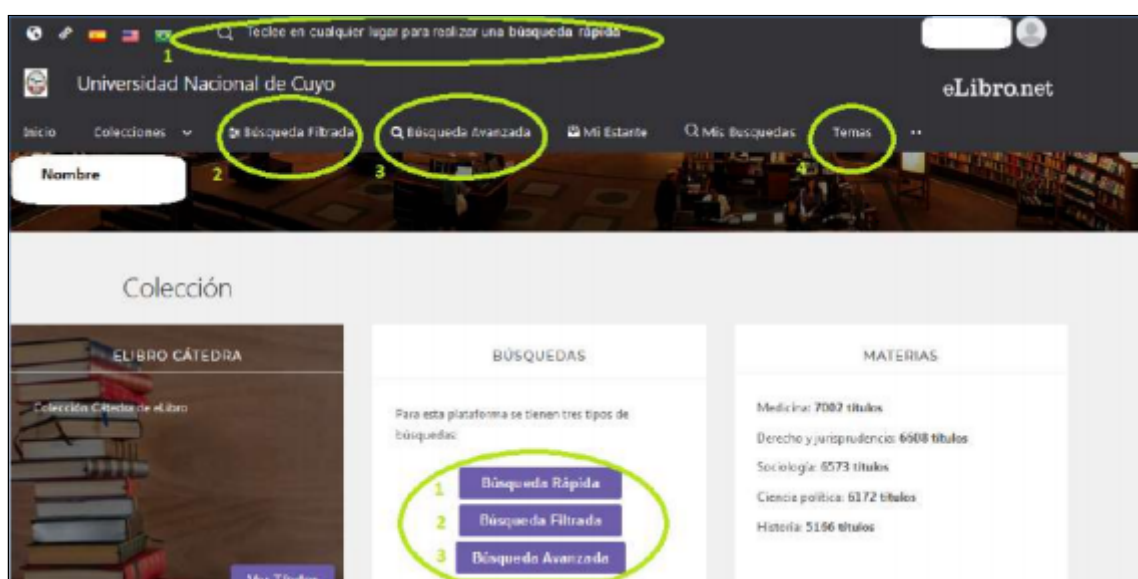 Teclee en cualquier lugar para realizar una búsqueda rápida
1
Universidad Nacional de Cuyo
eLibro.net
Inicio Colecciones Búsqueda Filtrada Búsqueda Avanzada Mi Estante Mis Busquedas Temas ..
2 3 4
Nombre
Colección
ELIBRO CÁTEDRA
Colección Cátedra de eLibro
Ver Títulos
BÚSQUEDAS
Para esta plataforma se tienen tres tipos de
búsquedas:
1 Búsqueda Rápida
2 Búsqueda Filtrada
3 Búsqueda Avanzada
MATERIAS
Medicina: 7002 títulos
Derecho y jurisprudencia: 6608 títulos
Sociología: 6573 títulos
Ciencia política: 6172 títulos
Historia: 5166 títulos